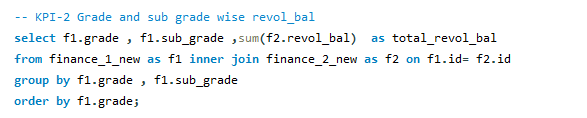 -- KPI-2 Grade and sub grade wise revol_bal
select f1.grade , f1.sub_grade ,sum(f2.revol_bal)  as total_revol_bal
from finance_1_new as f1 inner join finance_2_new as f2 on f1.id= f2.id
group by f1.grade , f1.sub_grade
order by f1.grade;